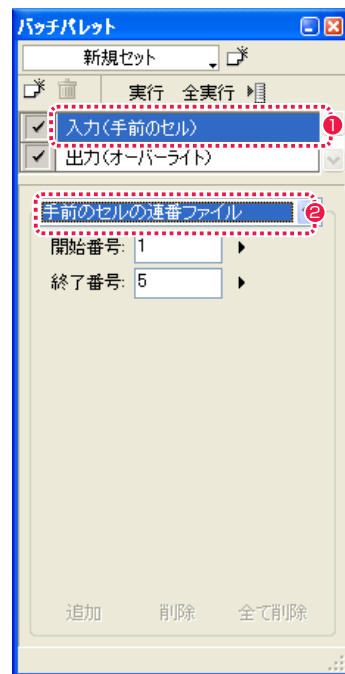 バッチパレット
新規セット
実行 全実行
入力(手前のセル) 1
出力(オーバーライト)
手前のセルの連番ファイル 2
開始番号: 1
終了番号: 5
追加 削除 全て削除